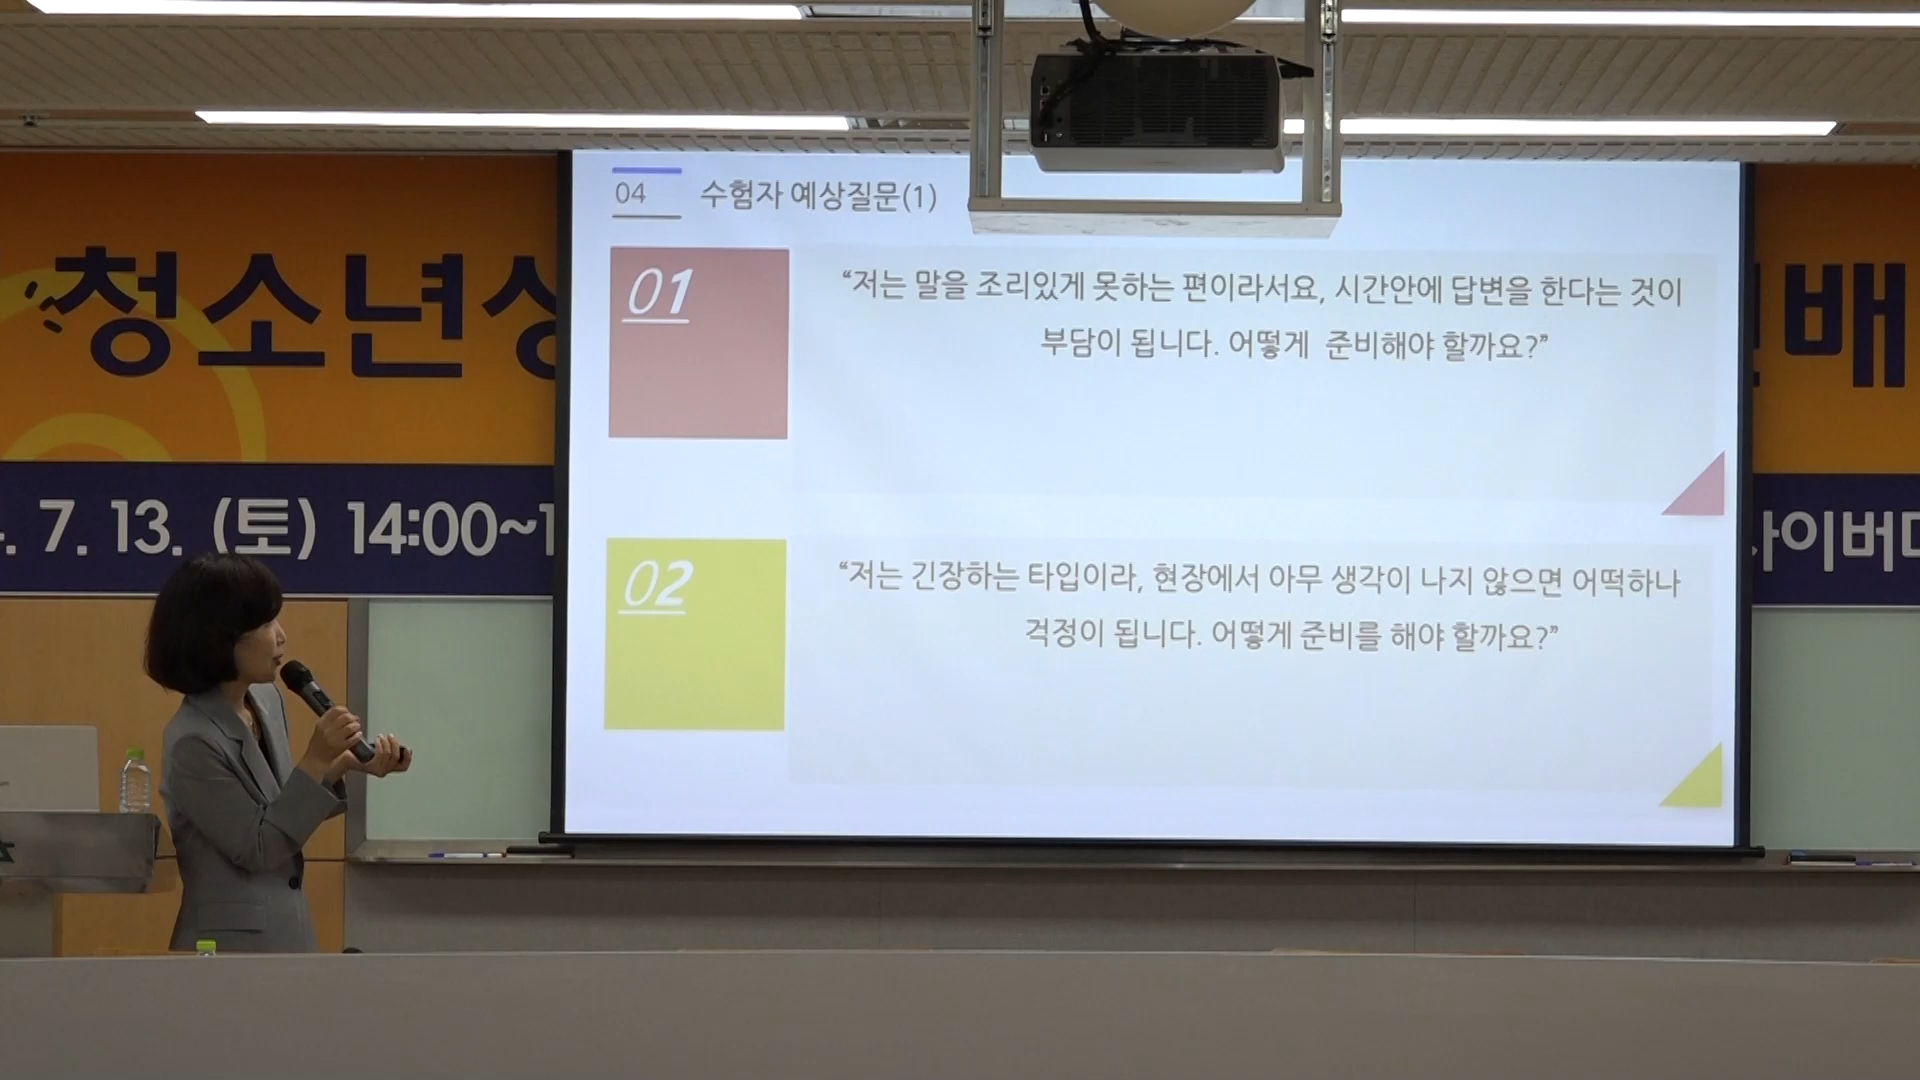 04 수험자 예상질문(1)
01
“저는 말을 조리있게 못하는 편이라서요, 시간안에 답변을 한다는 것이
부담이 됩니다. 어떻게 준비해야 할까요?”
02
“저는 긴장하는 타입이라, 현장에서 아무 생각이 나지 않으면 어떡하나
걱정이 됩니다. 어떻게 준비를 해야 할까요?”
청소년상
배
. 7. 13. (토) 14:00~1
사이버대